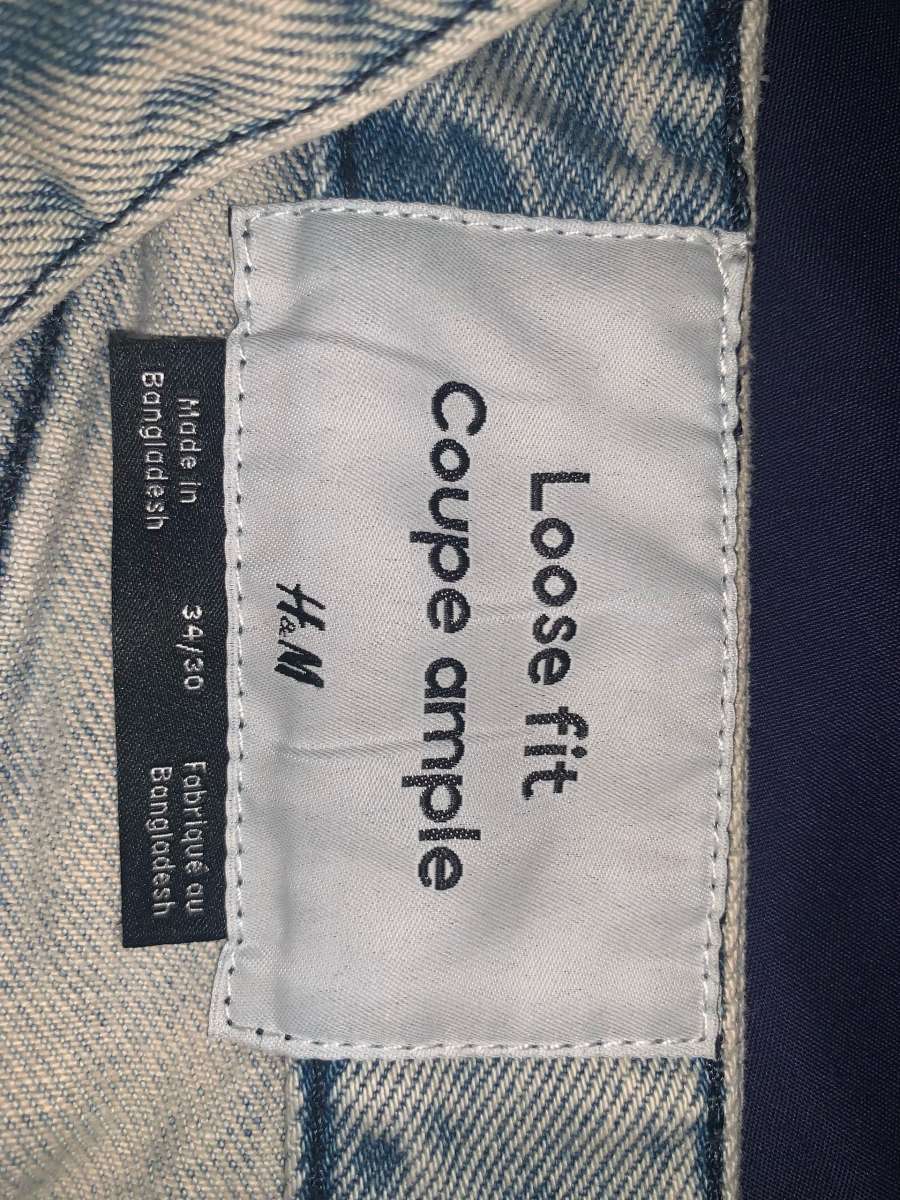 Loose fit
Coupe ample
H&M
Made in
Bangladesh
34/30
Fabriqué au
Bangladesh